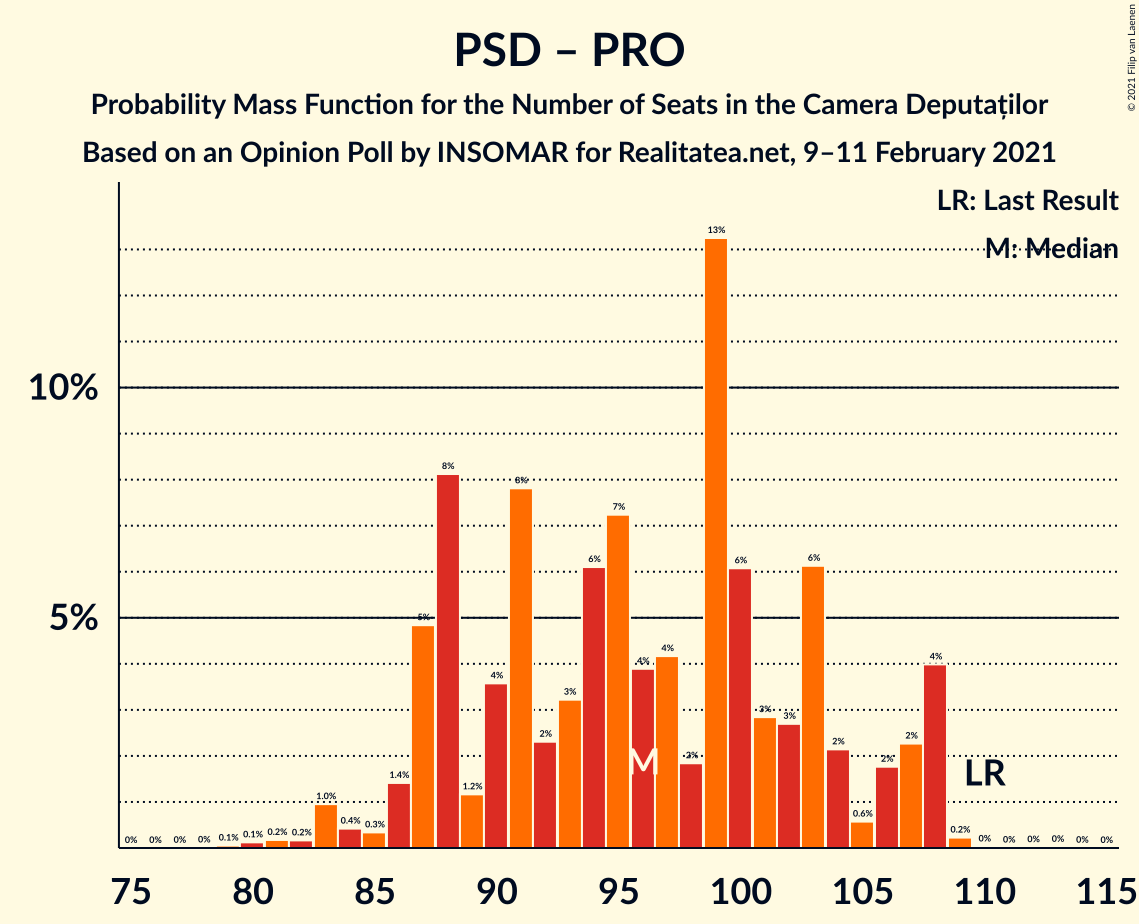 PSD – PRO
Probability Mass Function for the Number of Seats in the Camera Deputaților
Based on an Opinion Poll by INSOMAR for Realitatea.net, 9–11 February 2021
© 2021 Filip van Laenen
LR: Last Result
M: Median
10%
5%
0% 0% 0% 0% 0.1% 0.1% 0.2% 0.2% 1.0% 0.4% 0.3% 1.4% 5% 8% 1.2% 4% 8% 2% 3% 6% 7% 4% 4% 2% 13% 6% 3% 3% 6% 2% 0.6% 2% 2% 4% 0.2% 0% 0% 0% 0% 0% 0%
M
LR
75 80 85 90 95 100 105 110 115